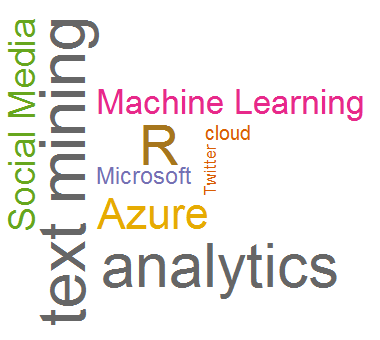 Social Media
text mining
Machine Learning
R
cloud
Twitter
Microsoft
Azure
analytics